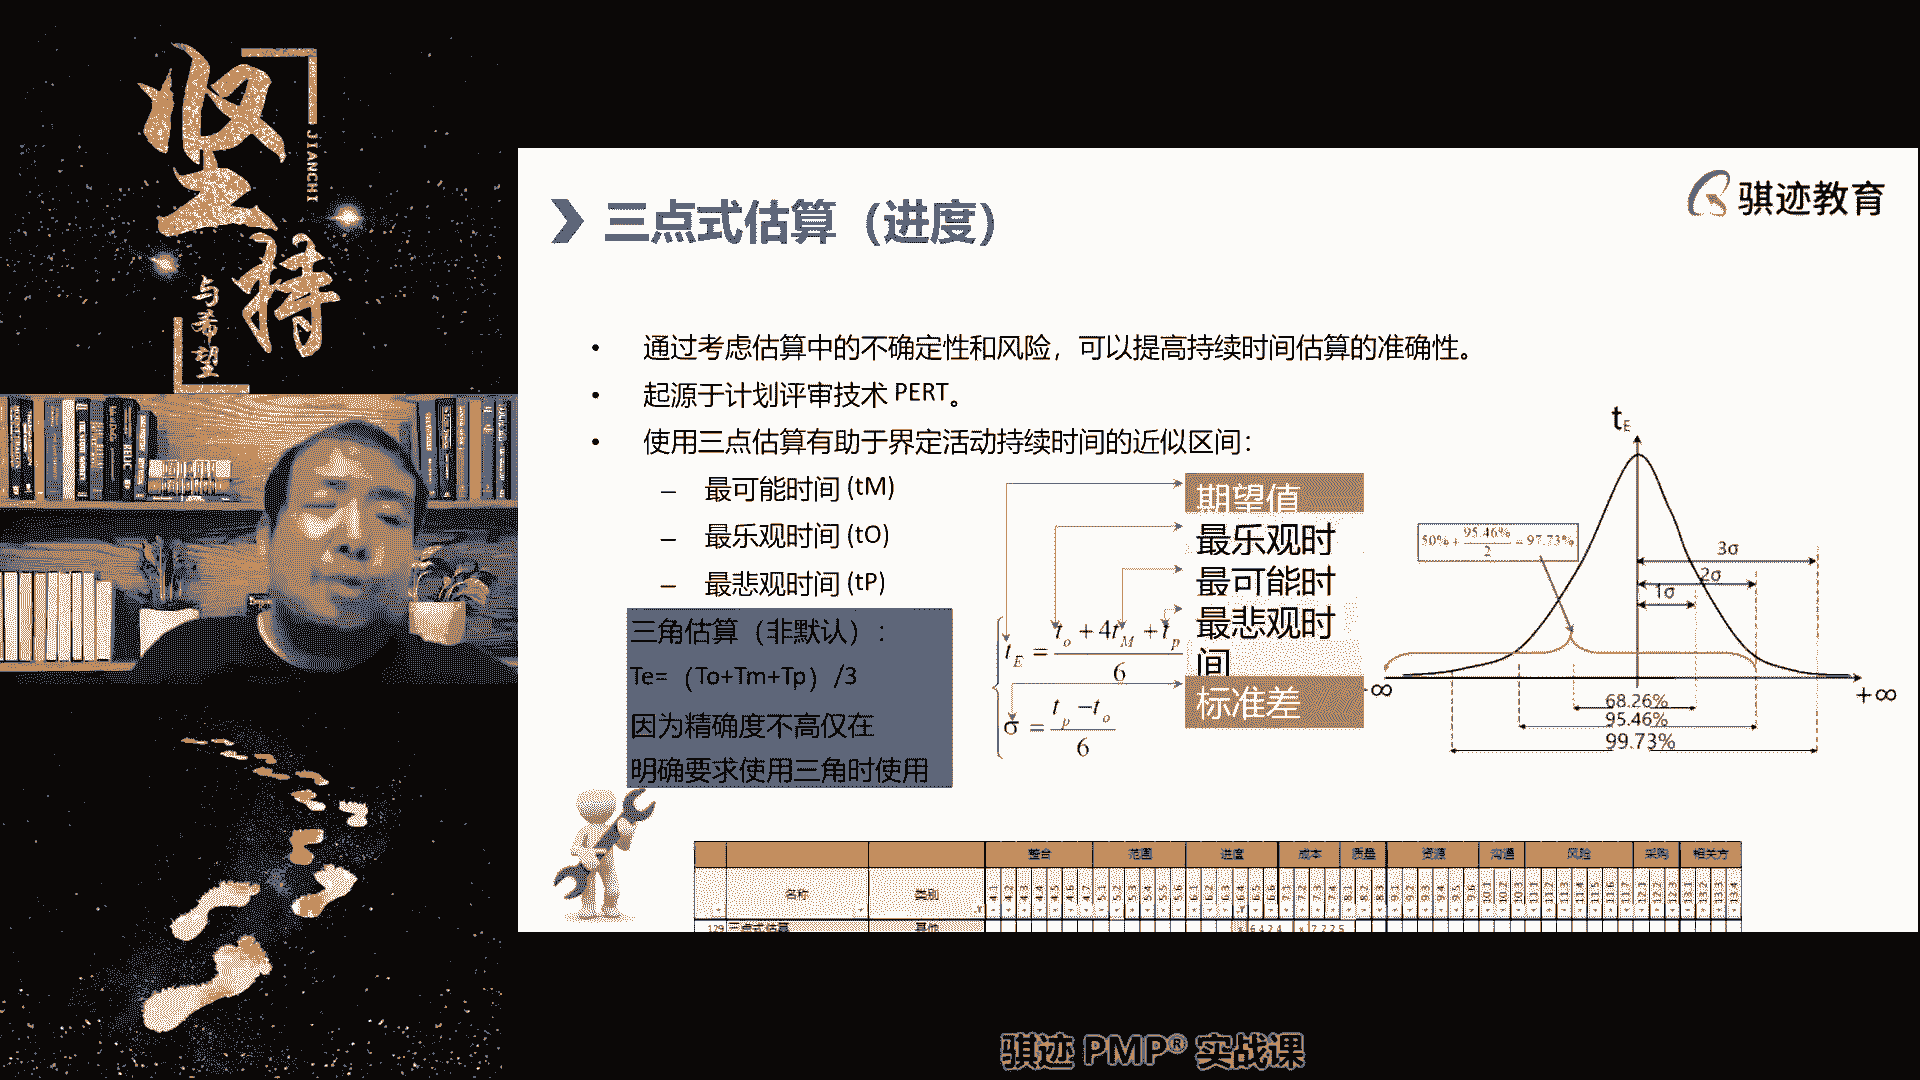 坚持
JIANCHI
与希望
骐迹教育
三点式估算（进度）
• 通过考虑估算中的不确定性和风险，可以提高持续时间估算的准确性。
• 起源于计划评审技术 PERT。
• 使用三点估算有助于界定活动持续时间的近似区间：
– 最可能时间 (tM)
– 最乐观时间 (tO)
– 最悲观时间 (tP)
三角估算（非默认）：
Te=（To+Tm+Tp）/3
因为精确度不高仅在
明确要求使用三角时使用
期望值
最乐观时
最可能时
最悲观时
间
标准差
t_E = (t_o + 4t_M + t_p) / 6
σ = (t_p − t_o) / 6
t_E
50% + 95.46% / 2 = 97.73%
3σ
2σ
1σ
-∞
+∞
68.26%
95.46%
99.73%
整合 范围 进度 成本 质量 资源 沟通 风险 采购 相关方
名称 类别
129 三点式估算 其他
骐迹 PMP® 实战课